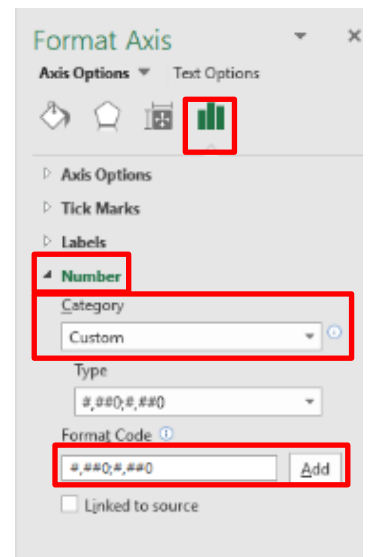 Format Axis
Axis Options Text Options
Axis Options
Tick Marks
Labels
Number
Category
Custom
Type
#,##0;#,##0
Format Code
#,##0;#,##0 Add
Linked to source